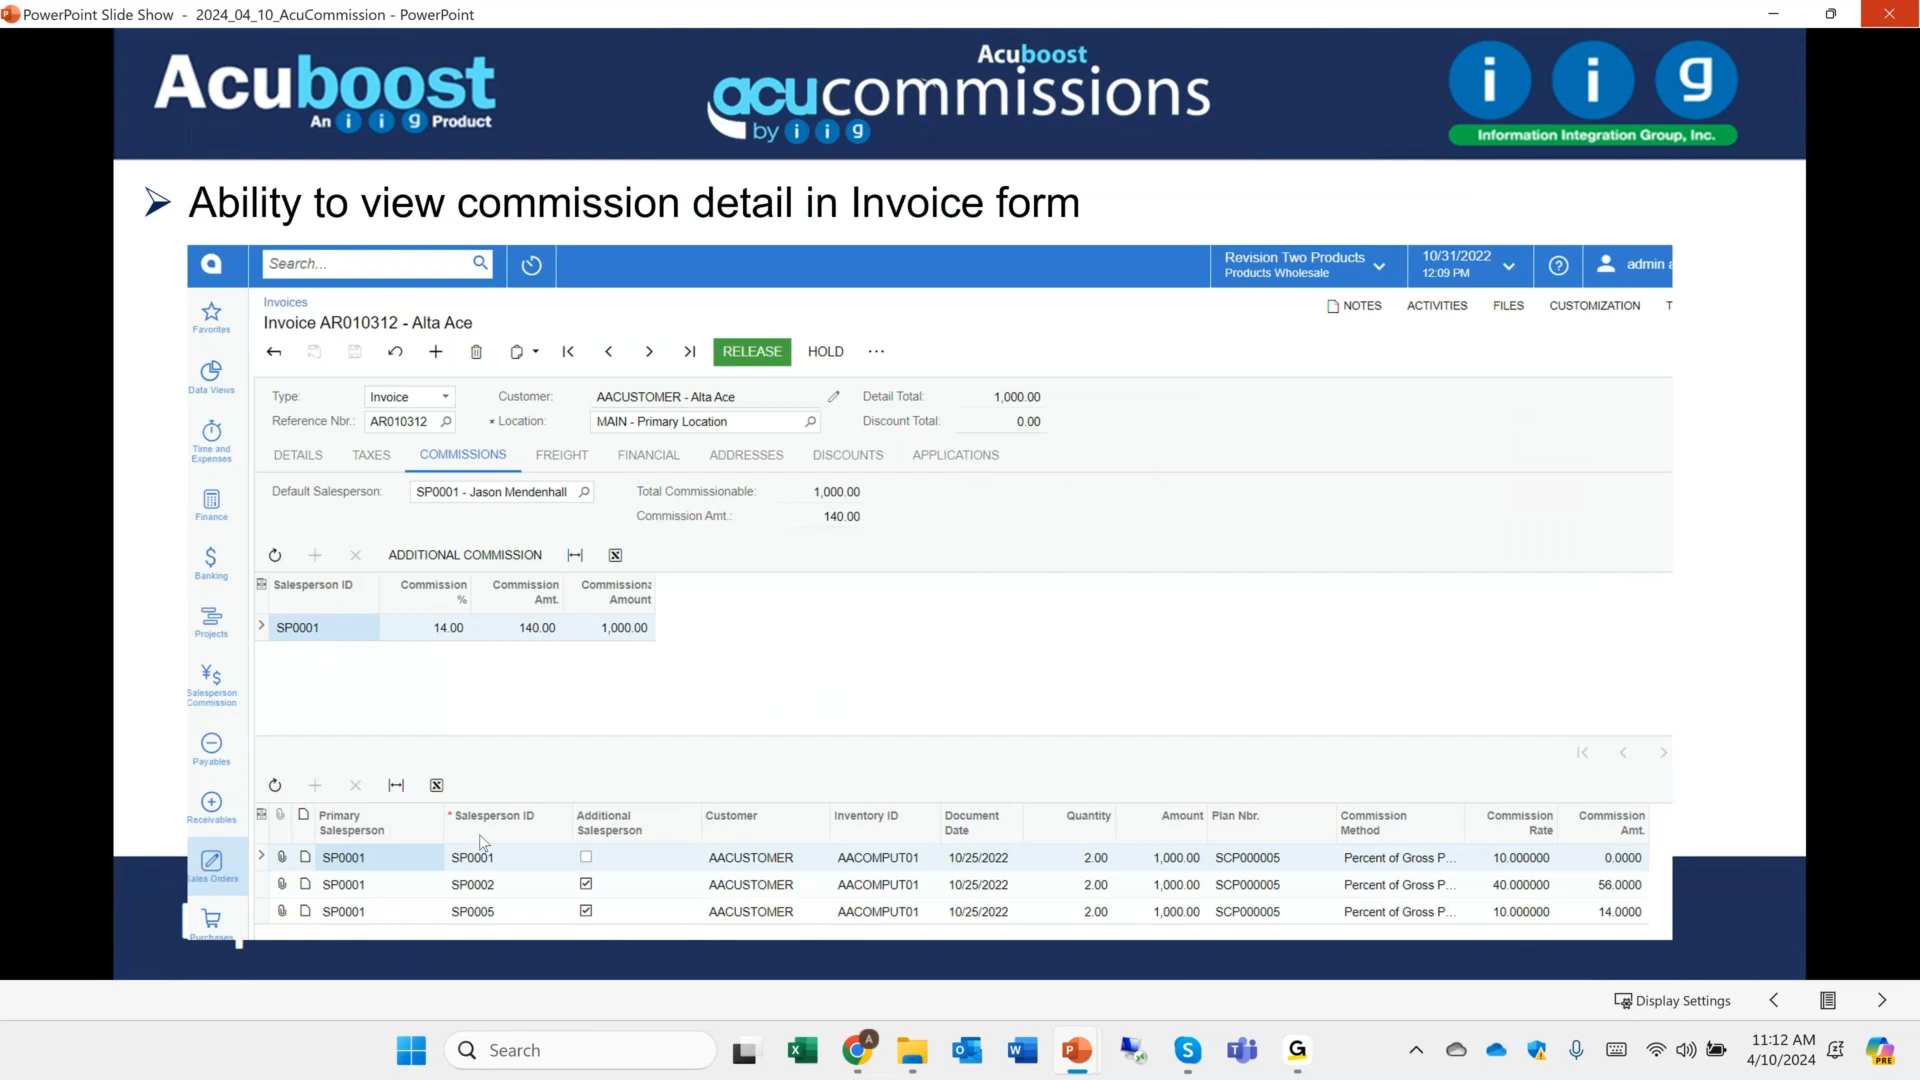 PowerPoint Slide Show - 2024_04_10_AcuCommission - PowerPoint
Acuboost
An i i g Product
Acuboost
acucommissions
by i i g
i i g
Information Integration Group, Inc.
Ability to view commission detail in Invoice form
Search...
Revision Two Products
Products Wholesale
10/31/2022
12:09 PM
admin a
Favorites
Data Views
Time and
Expenses
Finance
Banking
Projects
Salesperson
Commission
Payables
Receivables
Sales Orders
Purchases
Invoices
NOTES ACTIVITIES FILES CUSTOMIZATION T
Invoice AR010312 - Alta Ace
RELEASE HOLD ...
Type: Invoice Customer: AACUSTOMER - Alta Ace Detail Total: 1,000.00
Reference Nbr.: AR010312 * Location: MAIN - Primary Location Discount Total: 0.00
DETAILS TAXES COMMISSIONS FREIGHT FINANCIAL ADDRESSES DISCOUNTS APPLICATIONS
Default Salesperson: SP0001 - Jason Mendenhall Total Commissionable: 1,000.00
Commission Amt.: 140.00
ADDITIONAL COMMISSION
Salesperson ID Commission % Commission Amt. Commissiona Amount
SP0001 14.00 140.00 1,000.00
Primary Salesperson * Salesperson ID Additional Salesperson Customer Inventory ID Document Date Quantity Amount Plan Nbr. Commission Method Commission Rate Commission Amt.
SP0001 SP0001 AACUSTOMER AACOMPUT01 10/25/2022 2.00 1,000.00 SCP000005 Percent of Gross P... 10.000000 0.0000
SP0001 SP0002 AACUSTOMER AACOMPUT01 10/25/2022 2.00 1,000.00 SCP000005 Percent of Gross P... 40.000000 56.0000
SP0001 SP0005 AACUSTOMER AACOMPUT01 10/25/2022 2.00 1,000.00 SCP000005 Percent of Gross P... 10.000000 14.0000
Display Settings
Search
11:12 AM
4/10/2024
PRE